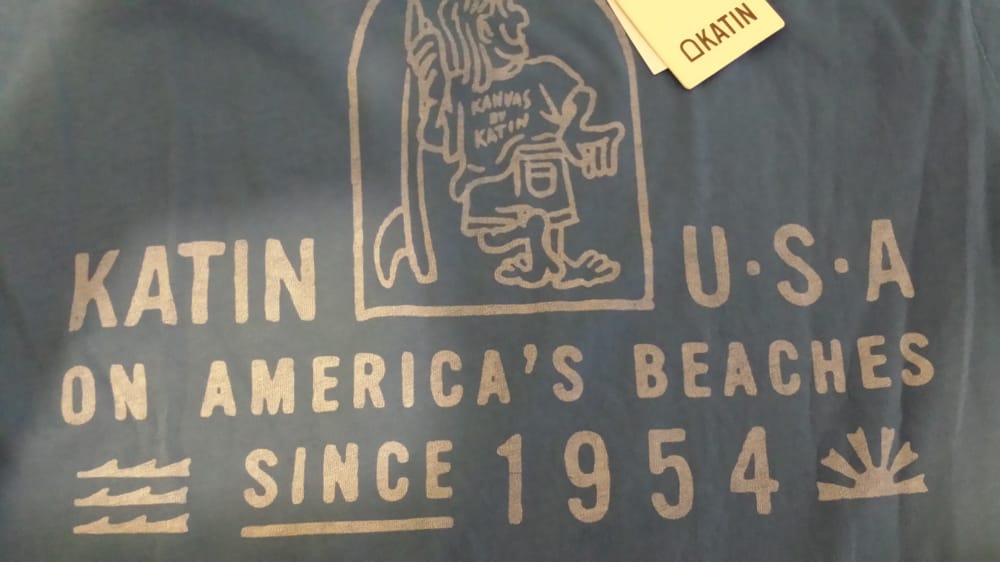 KATIN
KANVAS
BY
KATIN
KATIN U·S·A
ON AMERICA'S BEACHES
SINCE 1954